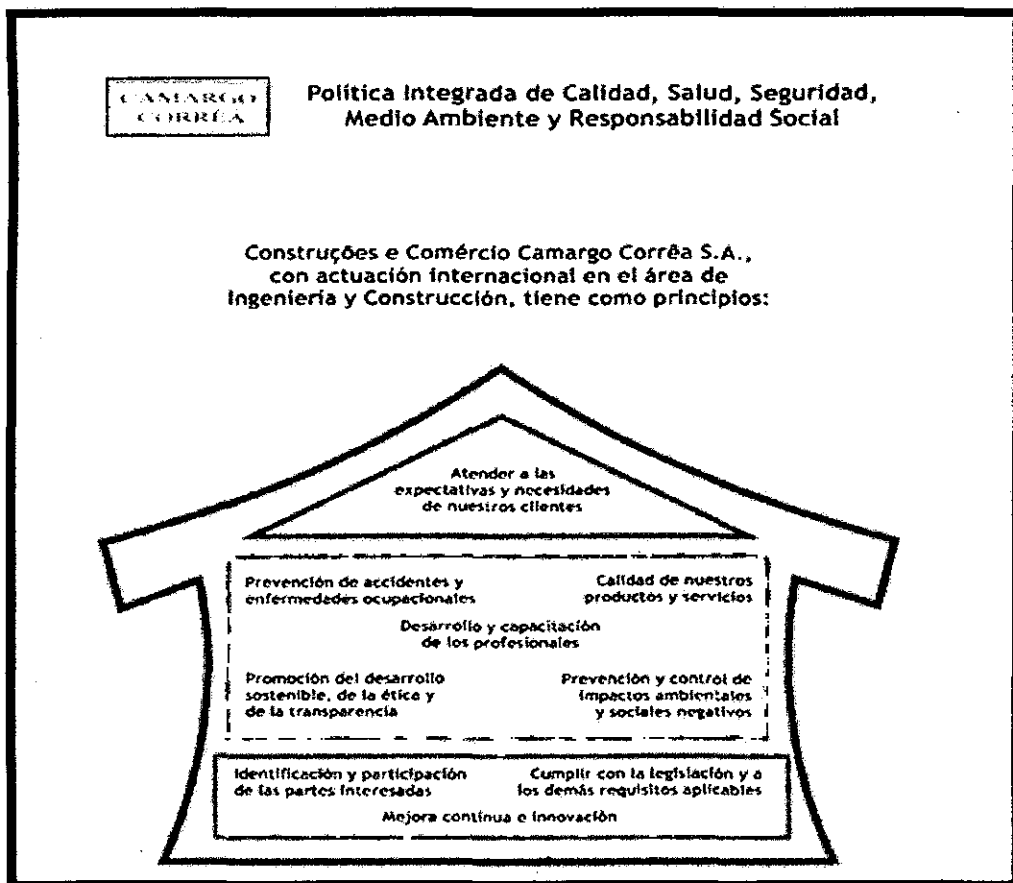 CAMARGO
CORRÊA
Política Integrada de Calidad, Salud, Seguridad,
Medio Ambiente y Responsabilidad Social
Construções e Comércio Camargo Corrêa S.A.,
con actuación internacional en el área de
Ingeniería y Construcción, tiene como principios:
Atender a las
expectativas y necesidades
de nuestros clientes
Prevención de accidentes y
enfermedades ocupacionales
Calidad de nuestros
productos y servicios
Desarrollo y capacitación
de los profesionales
Promoción del desarrollo
sostenible, de la ética y
de la transparencia
Prevención y control de
impactos ambientales
y sociales negativos
Identificación y participación
de las partes interesadas
Cumplir con la legislación y a
los demás requisitos aplicables
Mejora contínua e innovación